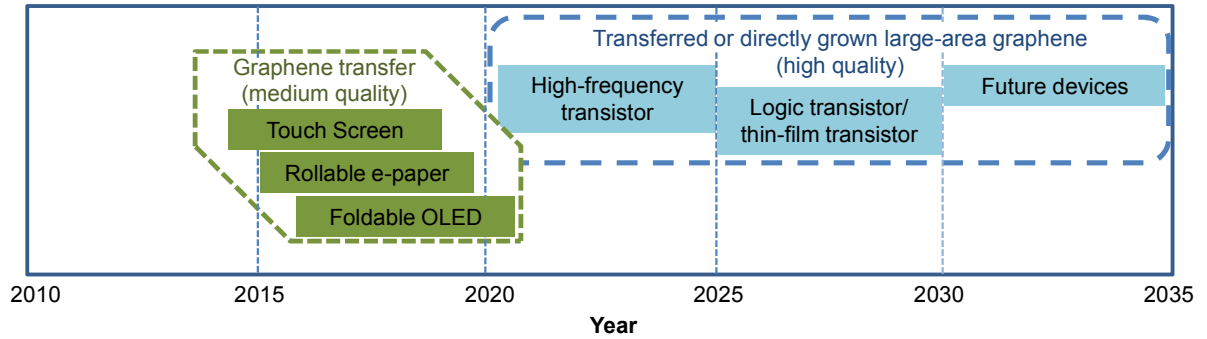 Transferred or directly grown large-area graphene
(high quality)
Graphene transfer
(medium quality)
High-frequency
transistor
Logic transistor/
thin-film transistor
Future devices
Touch Screen
Rollable e-paper
Foldable OLED
2010
2015
2020
2025
2030
2035
Year